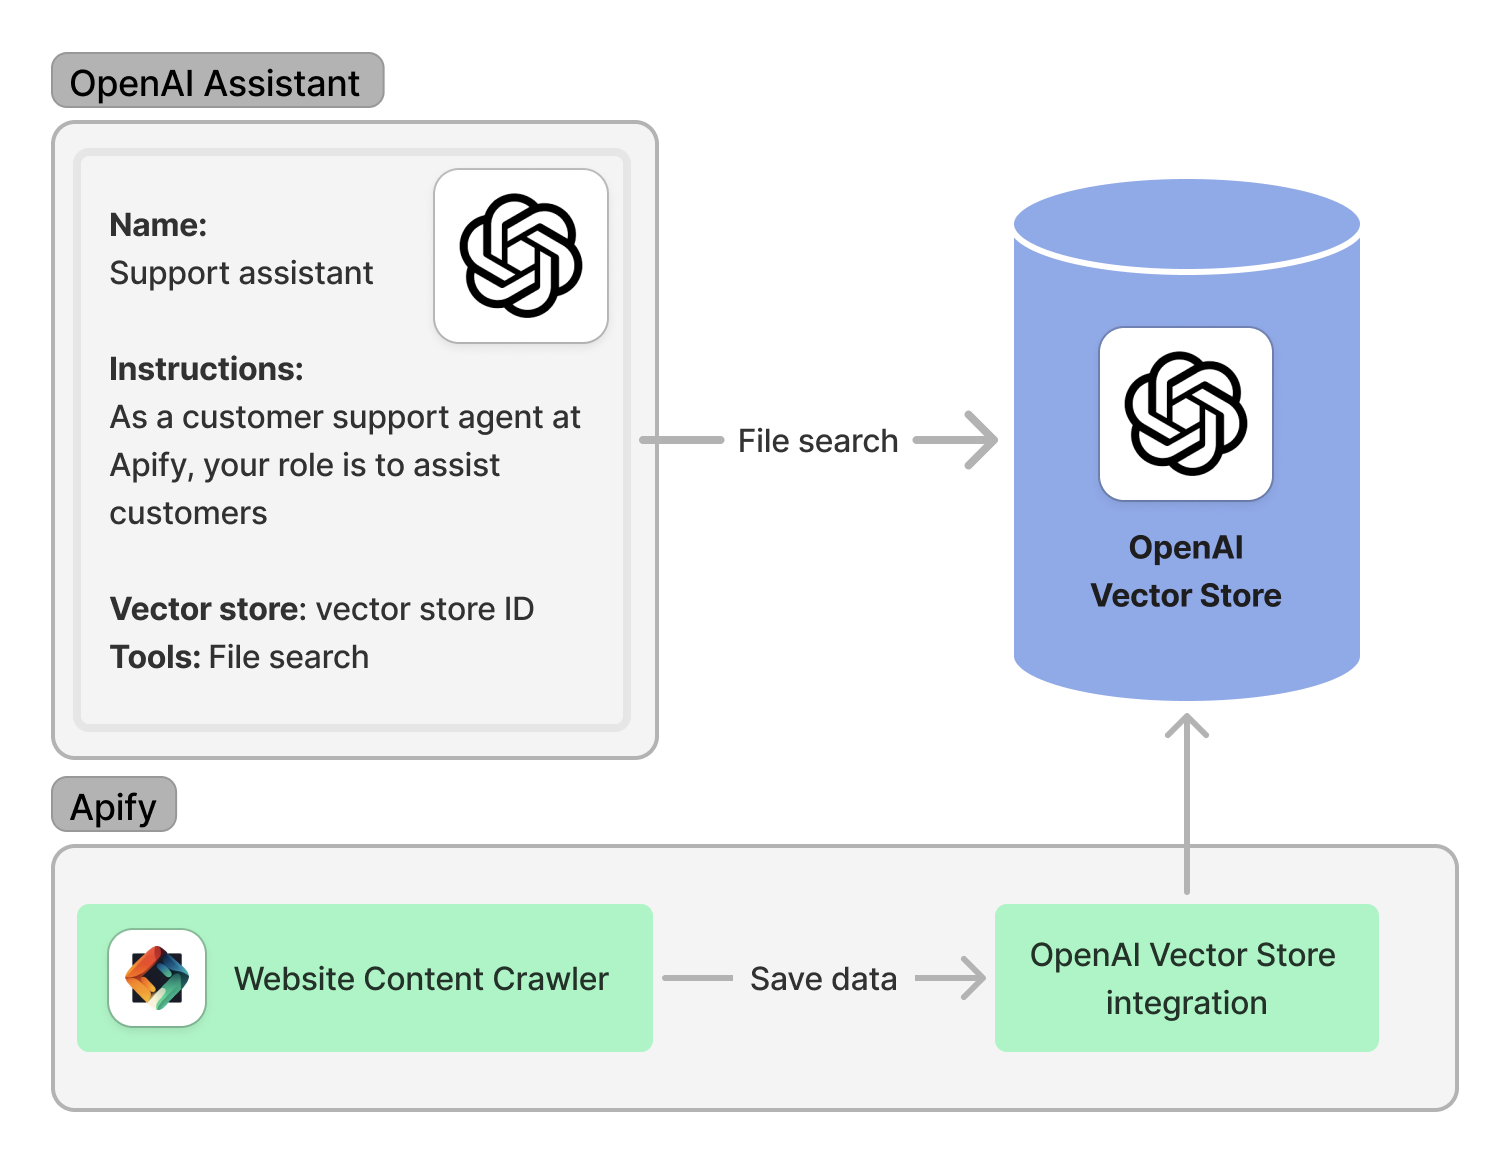 OpenAI Assistant
Name:
Support assistant
Instructions:
As a customer support agent at
Apify, your role is to assist
customers
Vector store: vector store ID
Tools: File search
File search
OpenAI
Vector Store
Apify
Website Content Crawler
Save data
OpenAI Vector Store
integration